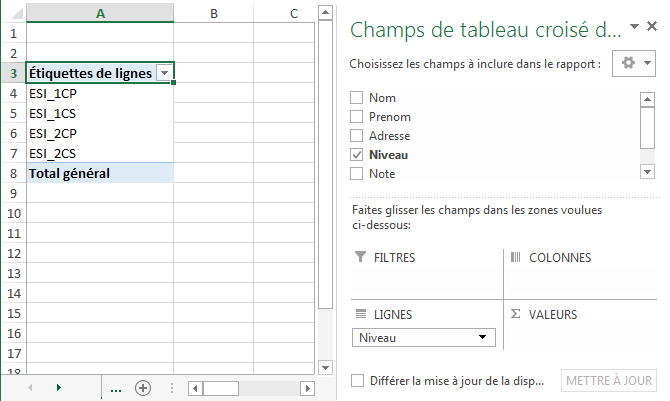 A B C
1
2
3 Étiquettes de lignes
4 ESI_1CP
5 ESI_1CS
6 ESI_2CP
7 ESI_2CS
8 Total général
9
10
11
12
13
14
15
16
17
18
...
Champs de tableau croisé d...
Choisissez les champs à inclure dans le rapport :
Nom
Prenom
Adresse
Niveau
Note
Faites glisser les champs dans les zones voulues
ci-dessous:
FILTRES
COLONNES
LIGNES
Σ VALEURS
Niveau
Différer la mise à jour de la disp...
METTRE À JOUR